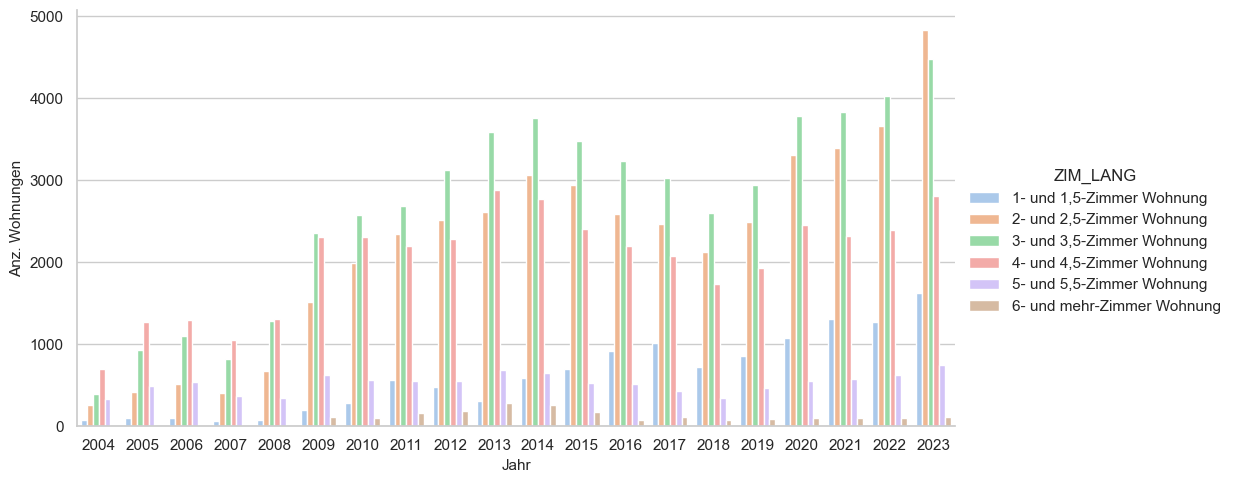 5000
4000
3000
2000
1000
0
Anz. Wohnungen
2004 2005 2006 2007 2008 2009 2010 2011 2012 2013 2014 2015 2016 2017 2018 2019 2020 2021 2022 2023
Jahr
ZIM_LANG
1- und 1,5-Zimmer Wohnung
2- und 2,5-Zimmer Wohnung
3- und 3,5-Zimmer Wohnung
4- und 4,5-Zimmer Wohnung
5- und 5,5-Zimmer Wohnung
6- und mehr-Zimmer Wohnung